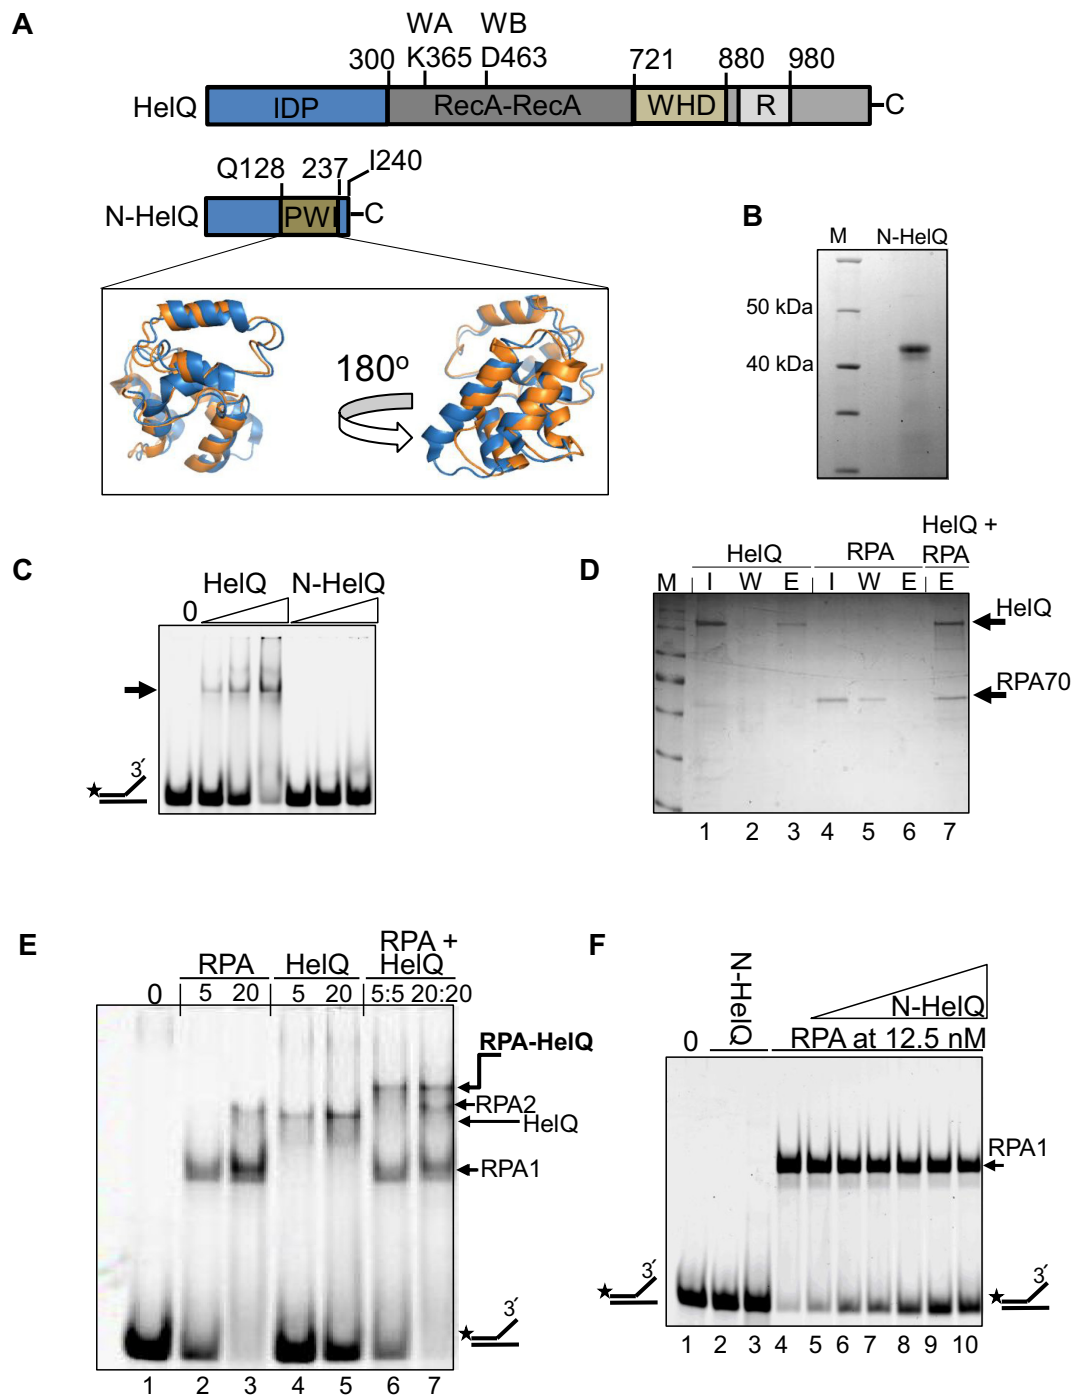 A
WA WB
300 K365 D463 721 880 980
HelQ IDP RecA-RecA WHD R C
Q128 237 I240
N-HelQ PWI C
180o
B
M N-HelQ
50 kDa
40 kDa
C
HelQ N-HelQ
0
3´
D
HelQ +
HelQ RPA RPA
M I W E I W E E
HelQ
RPA70
1 2 3 4 5 6 7
E
RPA +
RPA HelQ HelQ
0 5 20 5 20 5:5 20:20
RPA-HelQ
RPA2
HelQ
RPA1
3´
1 2 3 4 5 6 7
F
N-HelQ
N-HelQ
0 RPA at 12.5 nM
RPA1
3´ 3´
1 2 3 4 5 6 7 8 9 10